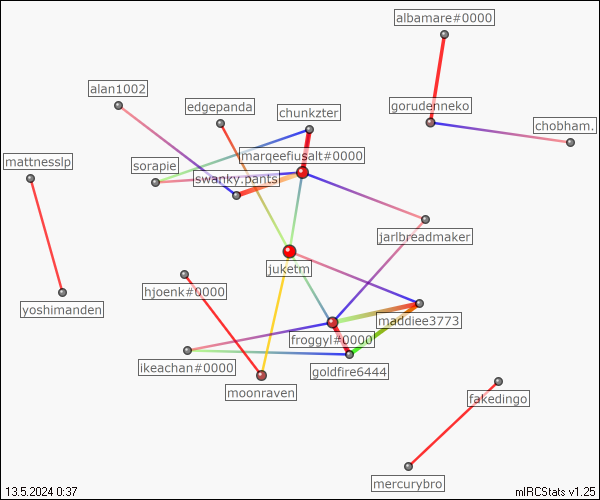 albamare#0000
alan1002
edgepanda
chunkzter
gorudenneko
chobham.
marqeefiusalt#0000
mattnesslp
sorapie
swanky.pants
jarlbreadmaker
juketm
hjoenk#0000
yoshimanden
maddiee3773
froggyl#0000
ikeachan#0000
goldfire6444
moonraven
fakedingo
mercurybro
13.5.2024 0:37
mIRCStats v1.25